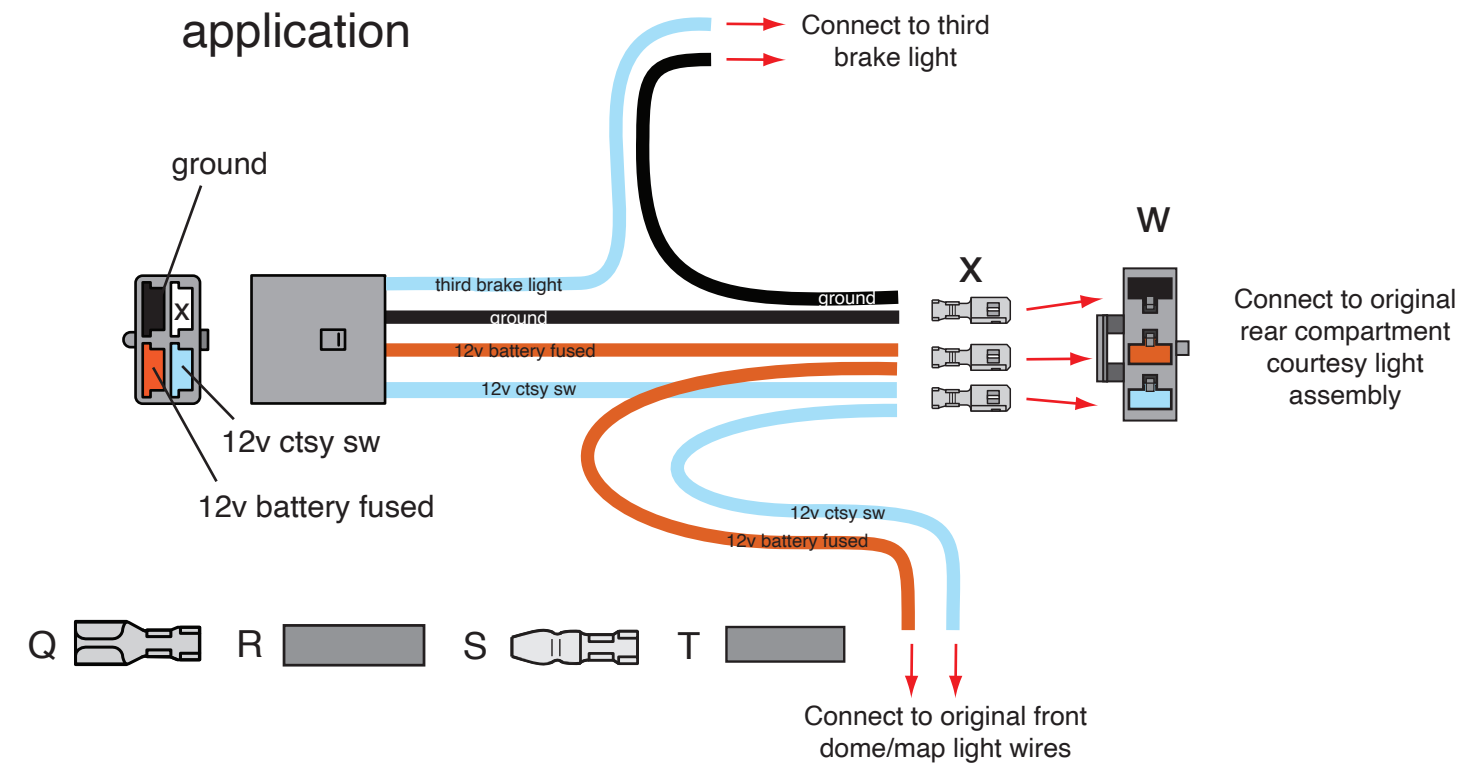 application
Connect to third
brake light
ground
W
X
X
third brake light
ground
ground
12v battery fused
12v ctsy sw
Connect to original
rear compartment
courtesy light
assembly
12v ctsy sw
12v battery fused
12v ctsy sw
12v battery fused
Q
R
S
T
Connect to original front
dome/map light wires